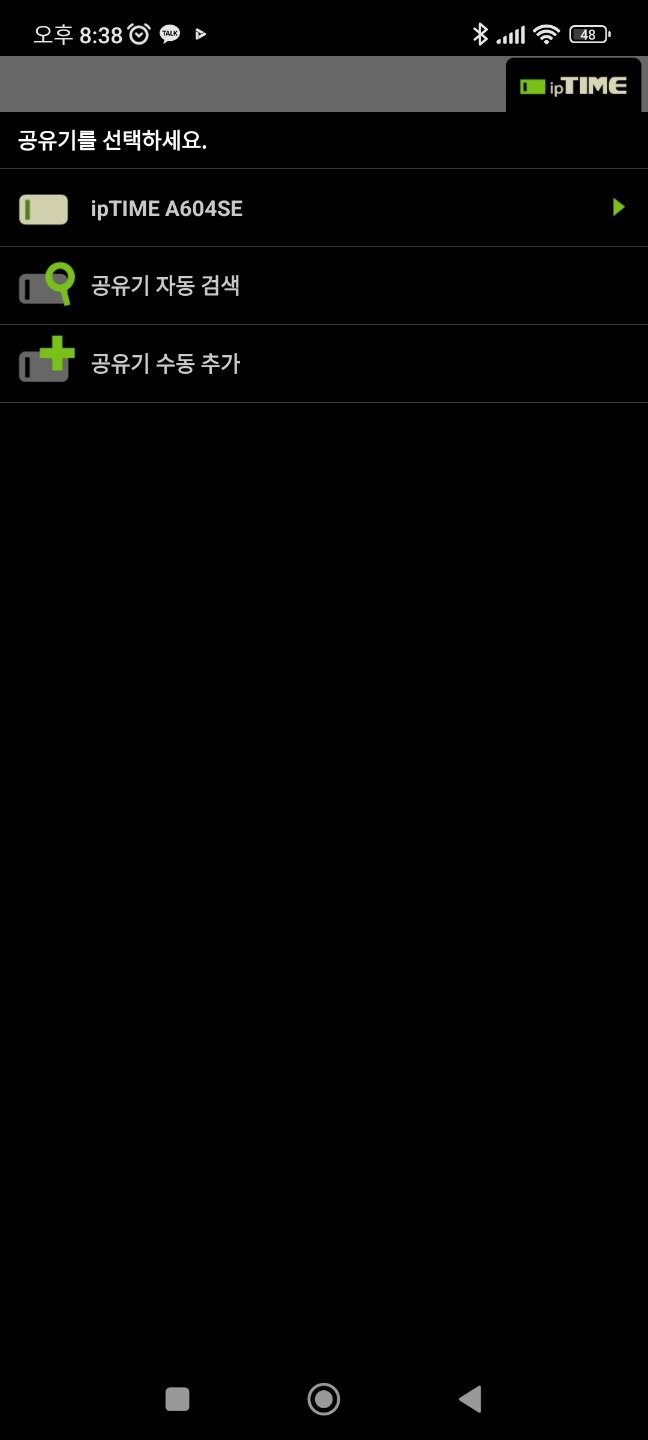 오후 8:38 TALK 48
ipTIME
공유기를 선택하세요.
ipTIME A604SE
공유기 자동 검색
공유기 수동 추가